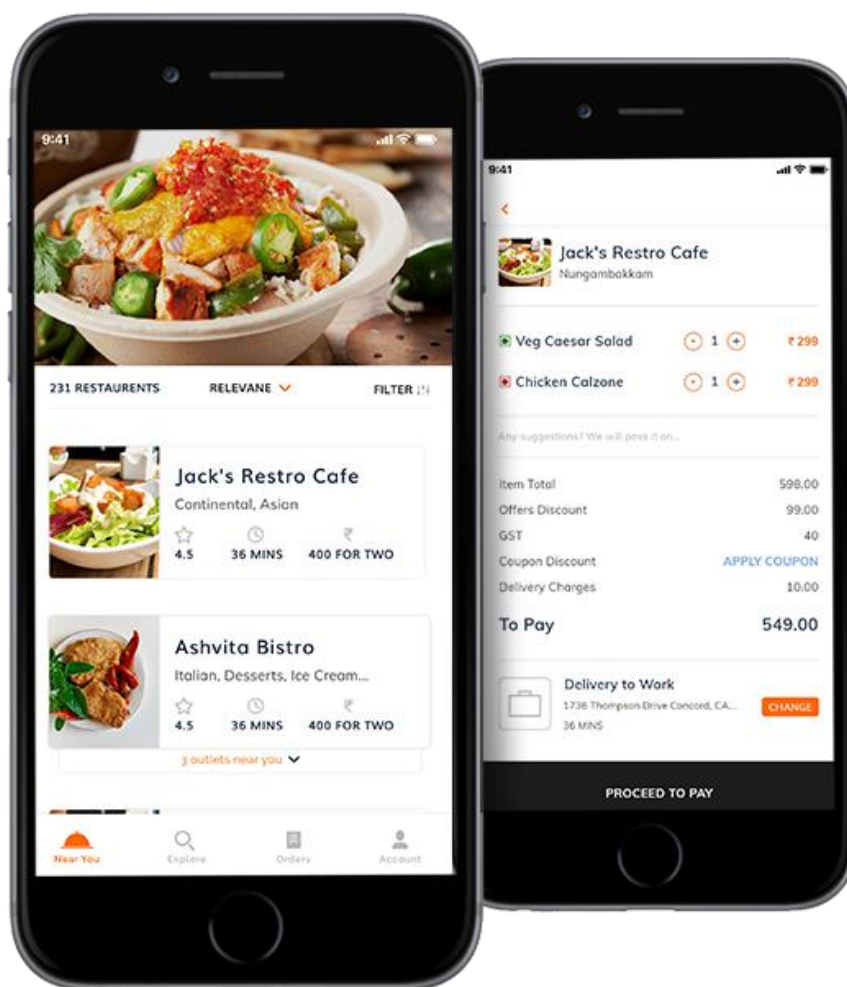 9:41
231 RESTAURENTS RELEVANE FILTER
Jack's Restro Cafe
Continental, Asian
4.5 36 MINS 400 FOR TWO
Ashvita Bistro
Italian, Desserts, Ice Cream...
4.5 36 MINS 400 FOR TWO
3 outlets near you
Near You Explore Orders Account
9:41
Jack's Restro Cafe
Nungambakkam
Veg Caesar Salad - 1 + ₹299
Chicken Calzone - 1 + ₹299
Any suggestions? We will pass it on...
Item Total 598.00
Offers Discount 99.00
GST 40
Coupon Discount APPLY COUPON
Delivery Charges 10.00
To Pay 549.00
Delivery to Work
1736 Thompson Drive Concord, CA... CHANGE
36 MINS
PROCEED TO PAY